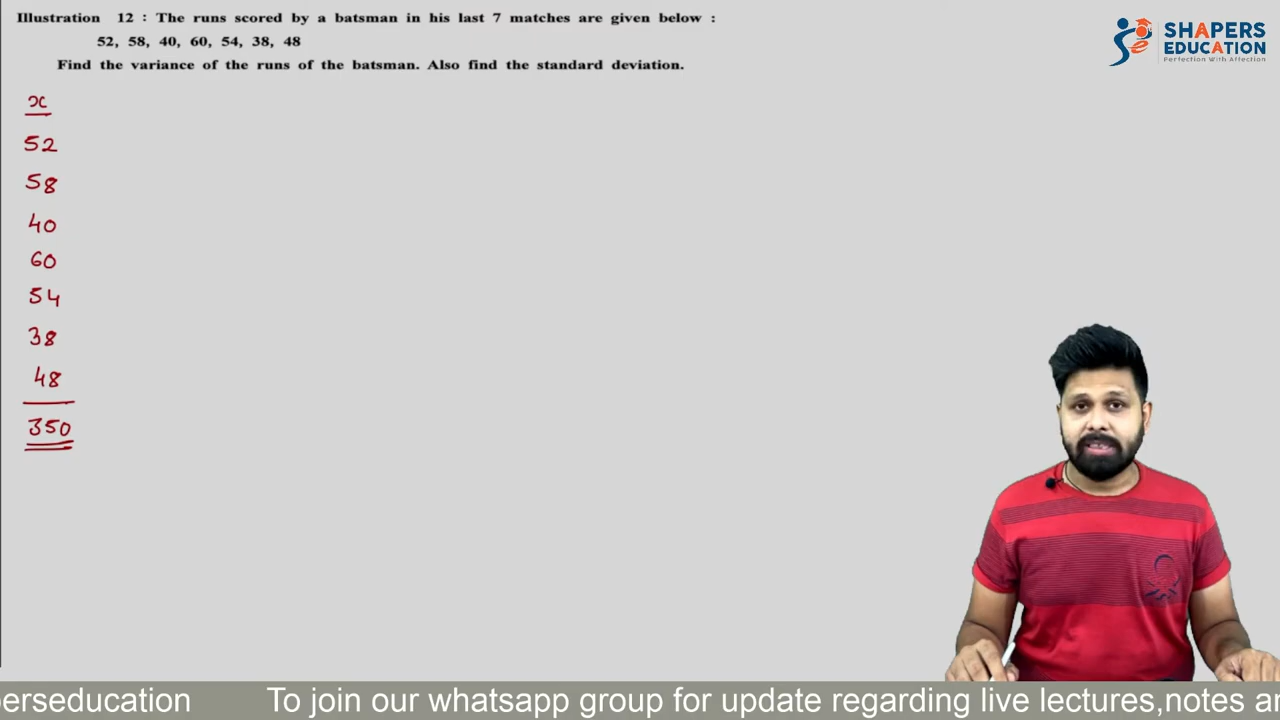 Illustration 12 : The runs scored by a batsman in his last 7 matches are given below :
52, 58, 40, 60, 54, 38, 48
Find the variance of the runs of the batsman. Also find the standard deviation.
SHAPERS
EDUCATION
Perfection With Affection
x
52
58
40
60
54
38
48
350
perseducation To join our whatsapp group for update regarding live lectures,notes an